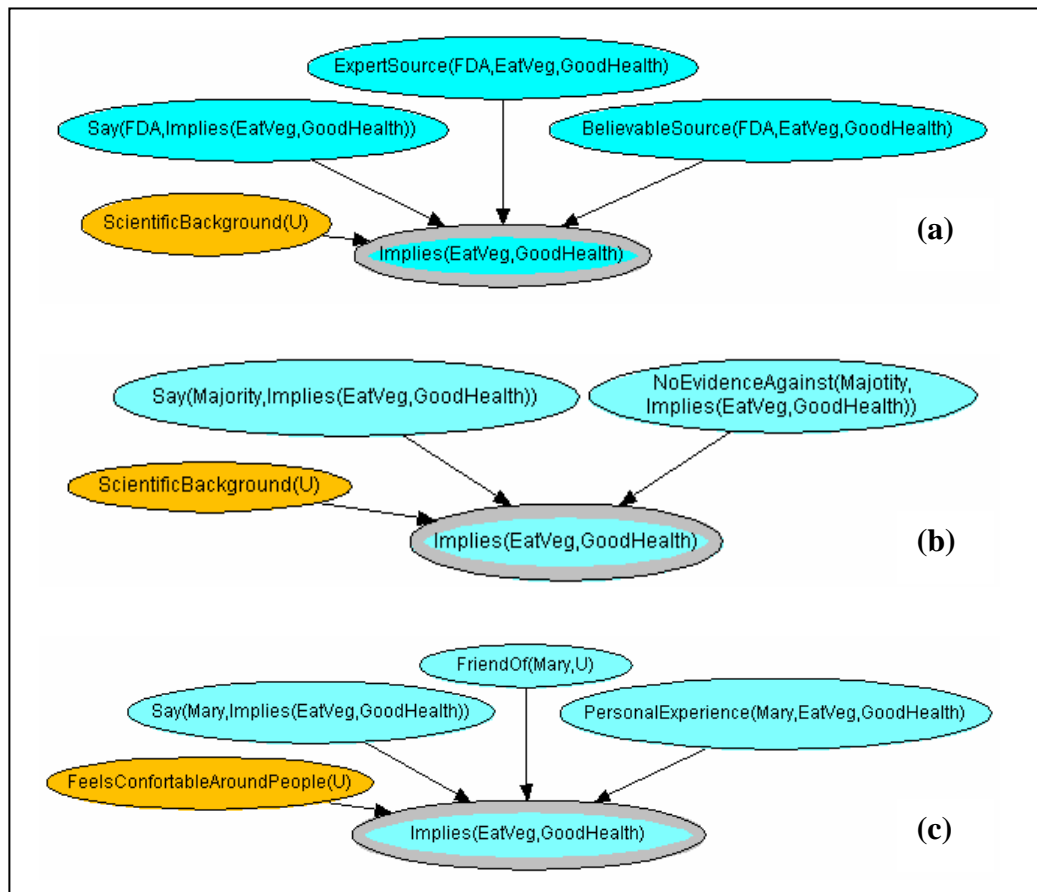 ExpertSource(FDA,EatVeg,GoodHealth)
Say(FDA,Implies(EatVeg,GoodHealth))
BelievableSource(FDA,EatVeg,GoodHealth)
ScientificBackground(U)
Implies(EatVeg,GoodHealth)
(a)
Say(Majority,Implies(EatVeg,GoodHealth))
NoEvidenceAgainst(Majotity,
Implies(EatVeg,GoodHealth))
ScientificBackground(U)
Implies(EatVeg,GoodHealth)
(b)
FriendOf(Mary,U)
Say(Mary,Implies(EatVeg,GoodHealth))
PersonalExperience(Mary,EatVeg,GoodHealth)
FeelsConfortableAroundPeople(U)
Implies(EatVeg,GoodHealth)
(c)